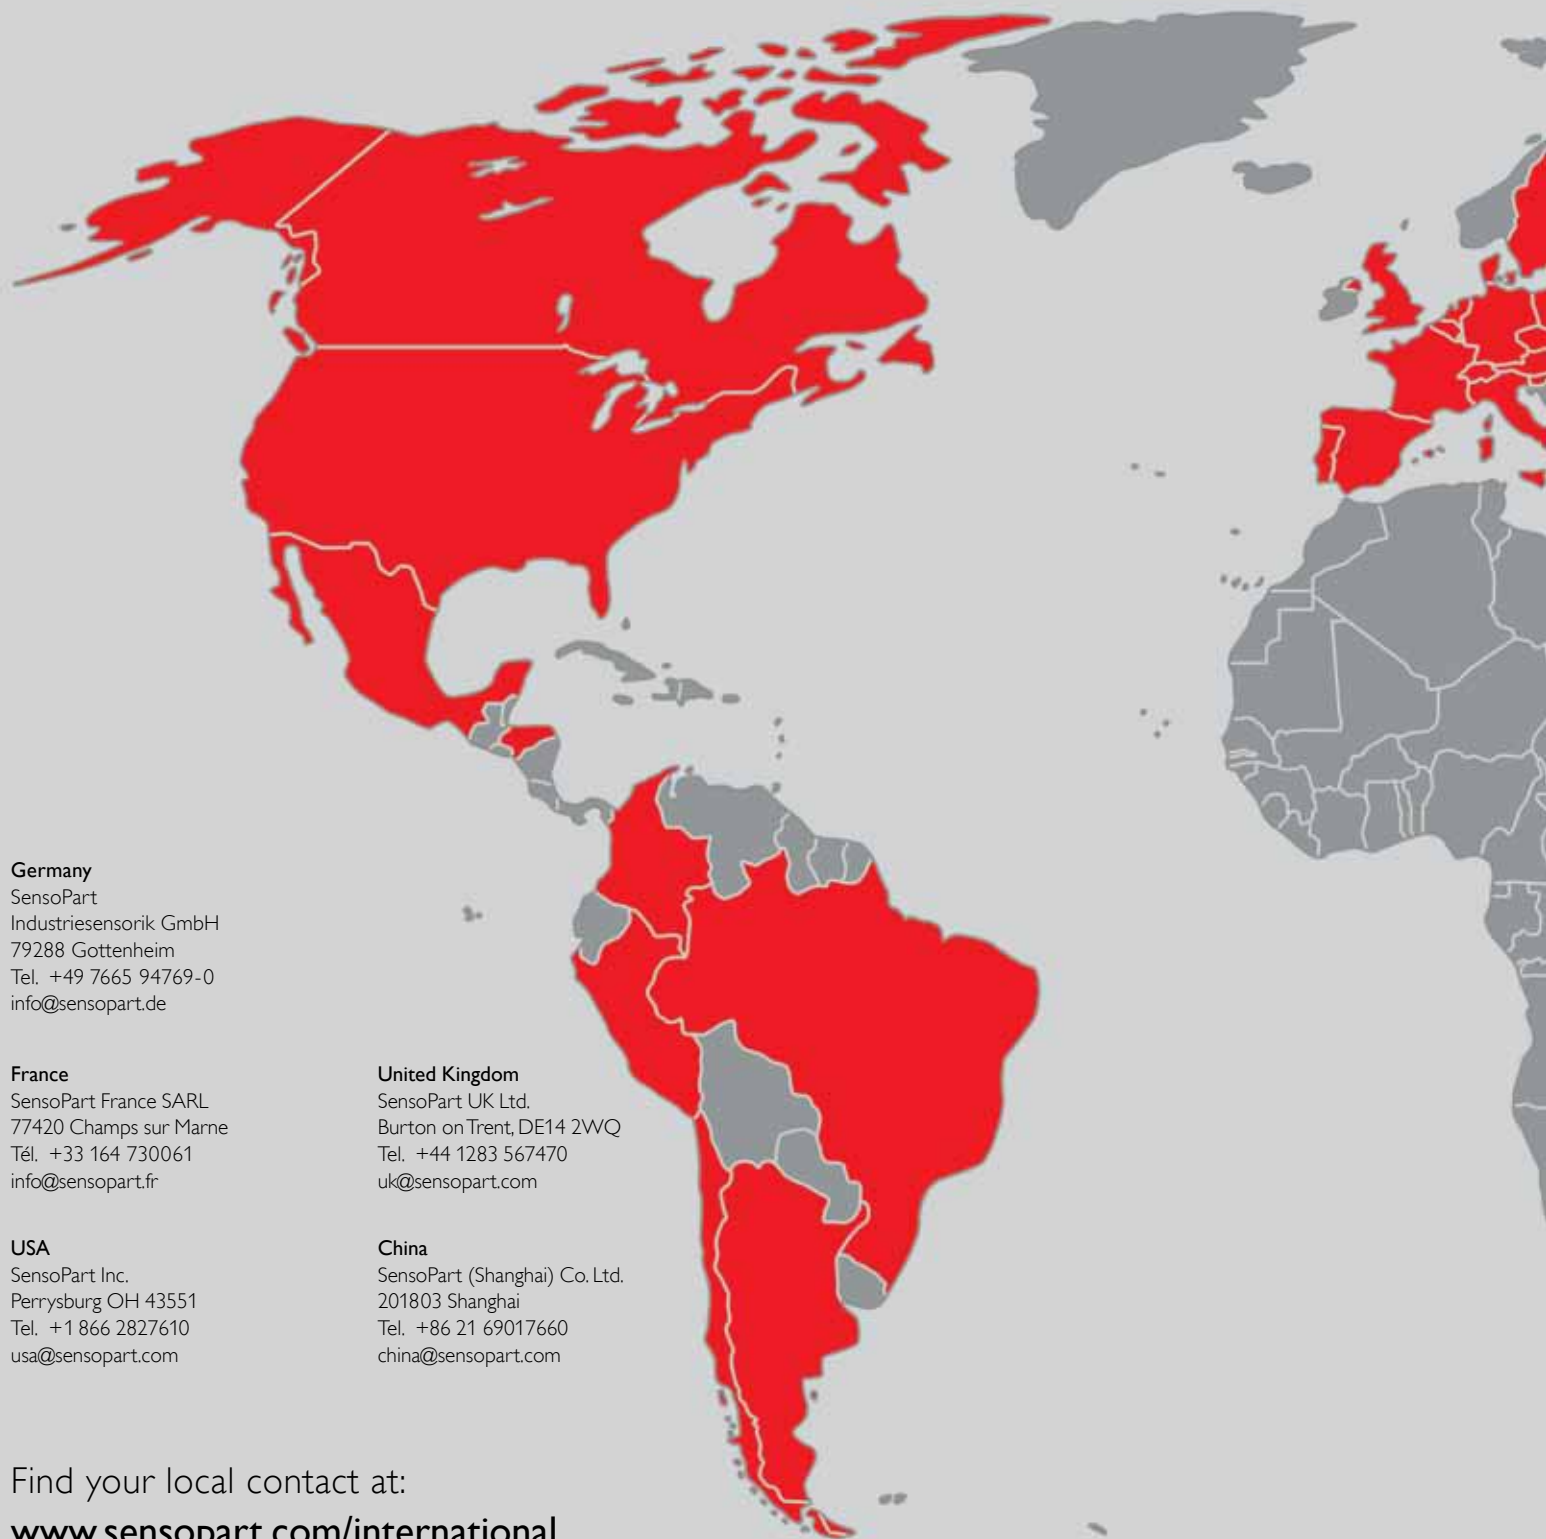 Germany
SensoPart
Industriesensorik GmbH
79288 Gottenheim
Tel. +49 7665 94769-0
info@sensopart.de
France
SensoPart France SARL
77420 Champs sur Marne
Tél. +33 164 730061
info@sensopart.fr
United Kingdom
SensoPart UK Ltd.
Burton on Trent, DE14 2WQ
Tel. +44 1283 567470
uk@sensopart.com
USA
SensoPart Inc.
Perrysburg OH 43551
Tel. +1 866 2827610
usa@sensopart.com
China
SensoPart (Shanghai) Co. Ltd.
201803 Shanghai
Tel. +86 21 69017660
china@sensopart.com
Find your local contact at:
www.sensopart.com/international